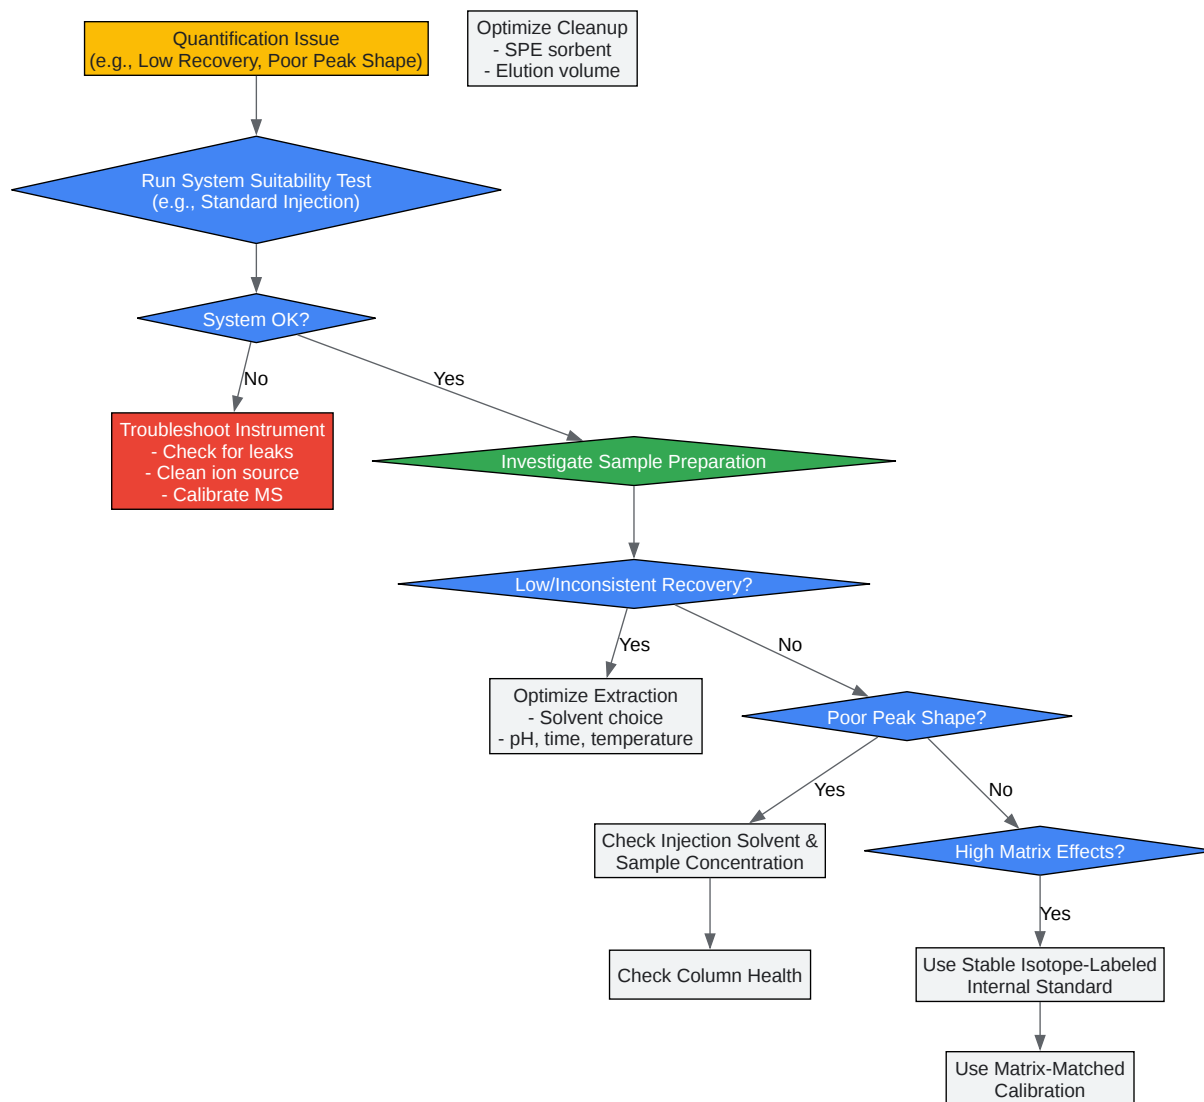 Quantification Issue
(e.g., Low Recovery, Poor Peak Shape)
Optimize Cleanup
- SPE sorbent
- Elution volume
Run System Suitability Test
(e.g., Standard Injection)
System OK?
No
Yes
Troubleshoot Instrument
- Check for leaks
- Clean ion source
- Calibrate MS
Investigate Sample Preparation
Low/Inconsistent Recovery?
Yes
No
Optimize Extraction
- Solvent choice
- pH, time, temperature
Poor Peak Shape?
Yes
No
Check Injection Solvent &
Sample Concentration
High Matrix Effects?
Yes
Check Column Health
Use Stable Isotope-Labeled
Internal Standard
Use Matrix-Matched
Calibration